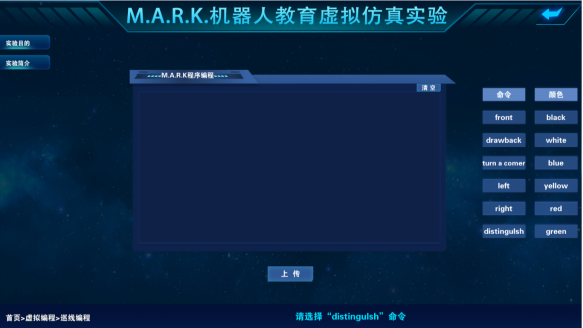 M.A.R.K.机器人教育虚拟仿真实验
实验目的
实验简介
M.A.R.K程序编程
清 空
命令 颜色
front black
drawback white
turn a corner blue
left yellow
right red
distingulsh green
上 传
首页>虚拟编程>巡线编程
请选择“distingulsh”命令